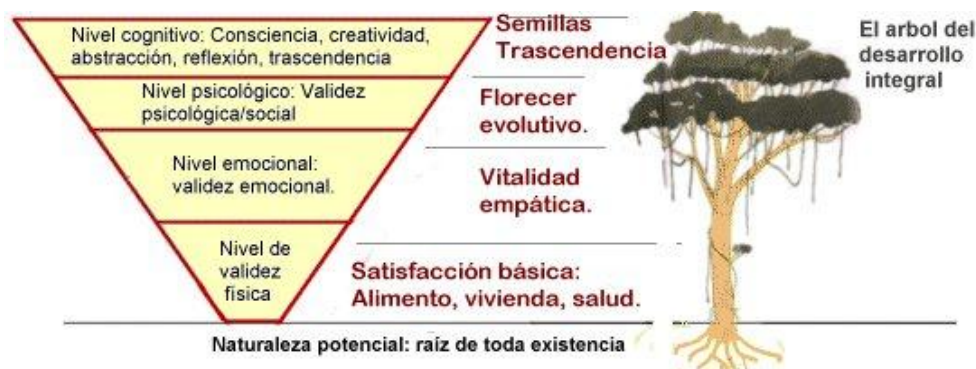 Nivel cognitivo: Consciencia, creatividad,
abstracción, reflexión, trascendencia
Semillas
Trascendencia
El arbol del
desarrollo
integral
Nivel psicológico: Validez
psicológica/social
Florecer
evolutivo.
Nivel emocional:
validez emocional.
Vitalidad
empática.
Nivel de
validez
física
Satisfacción básica:
Alimento, vivienda, salud.
Naturaleza potencial: raíz de toda existencia